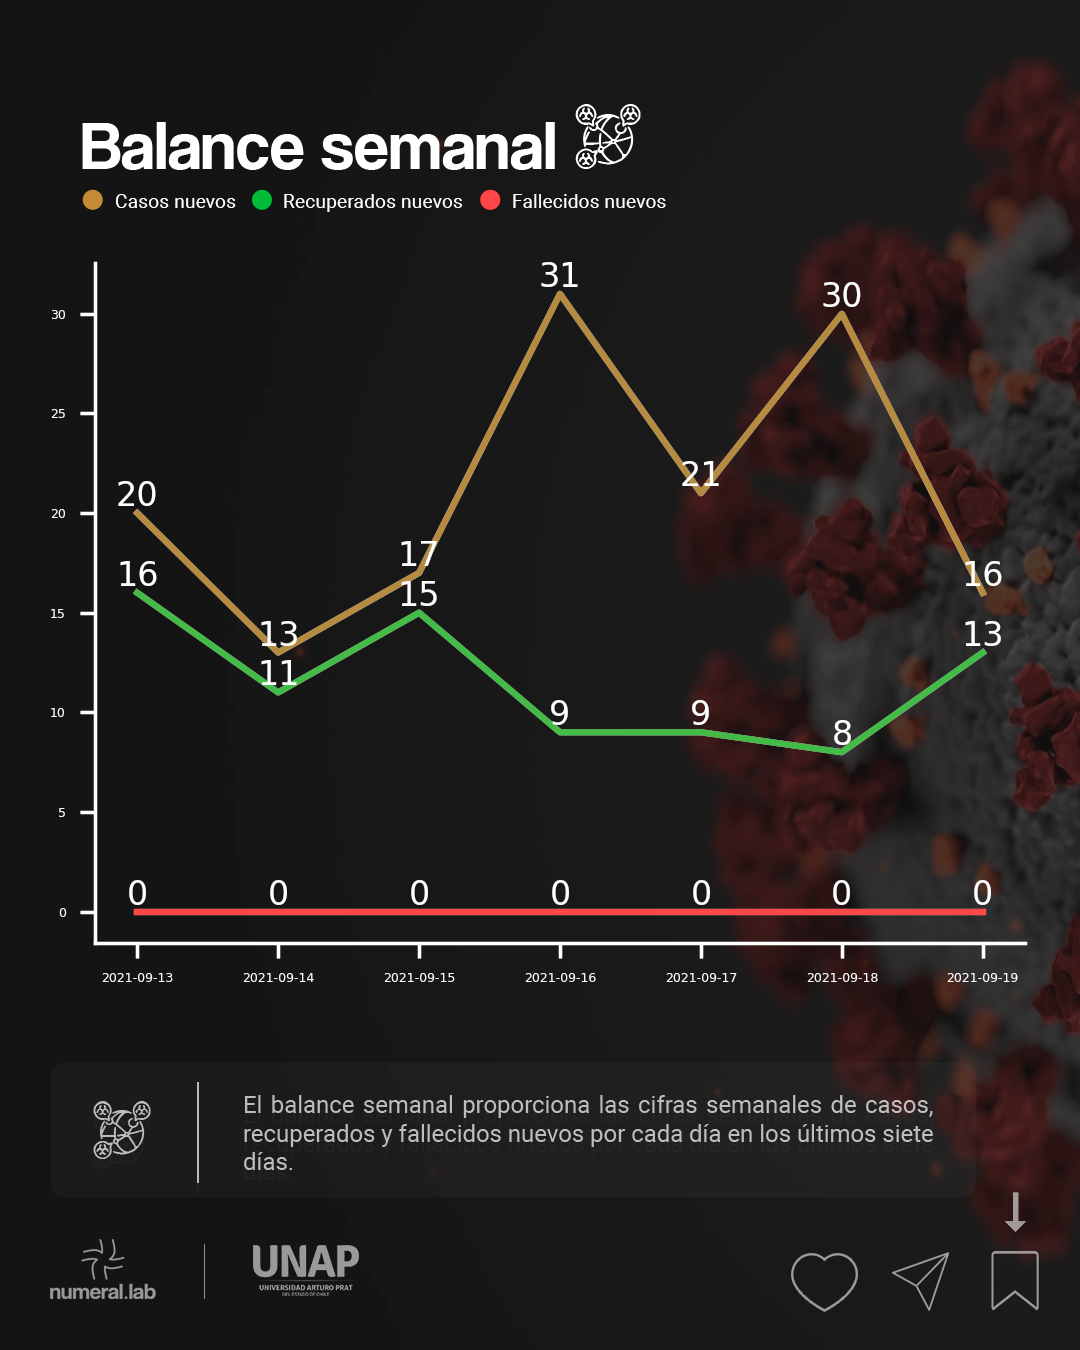 Balance semanal
Casos nuevos Recuperados nuevos Fallecidos nuevos
31
30
30
25
21
20
20
17
16
16
15
15
13
13
11
10
9
9
8
5
0
0
0
0
0
0
0
0
2021-09-13 2021-09-14 2021-09-15 2021-09-16 2021-09-17 2021-09-18 2021-09-19
El balance semanal proporciona las cifras semanales de casos,
recuperados y fallecidos nuevos por cada día en los últimos siete
días.
numeral.lab
UNAP
UNIVERSIDAD ARTURO PRAT
DEL ESTADO DE CHILE